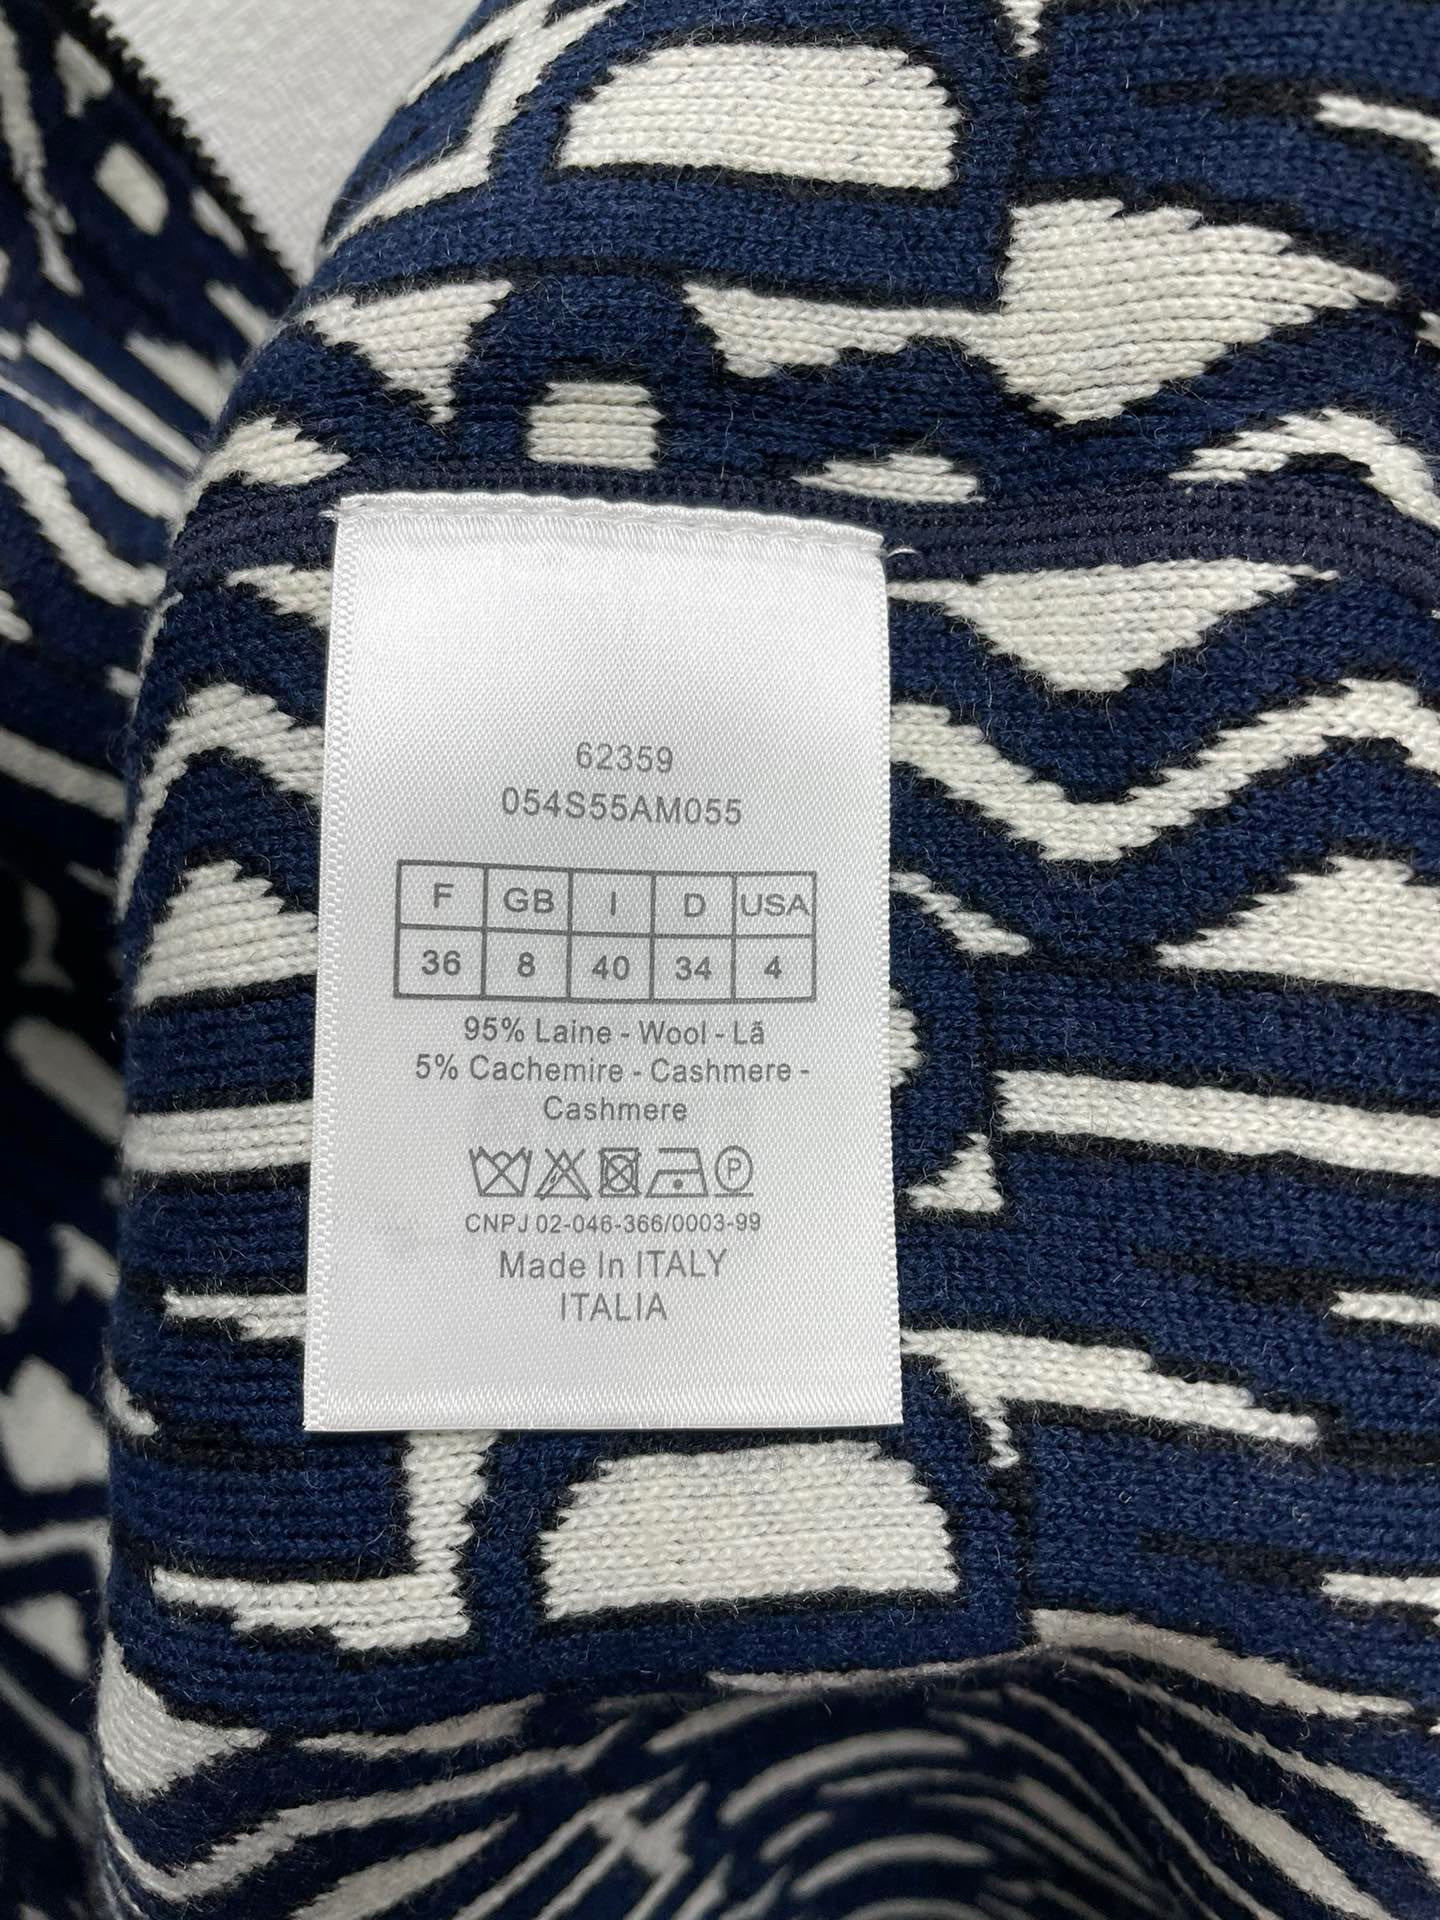 62359
054S55AM055
F GB I D USA
36 8 40 34 4
95% Laine - Wool - Lã
5% Cachemire - Cashmere -
Cashmere
P
CNPJ 02-046-366/0003-99
Made In ITALY
ITALIA